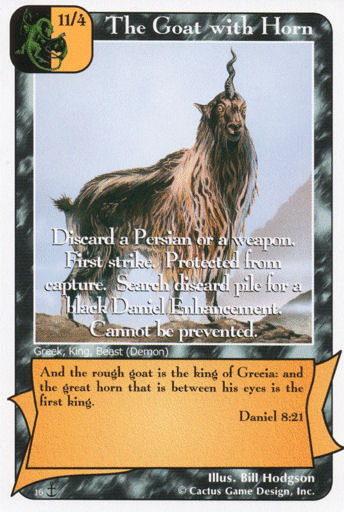 11/4
The Goat with Horn
Discard a Persian or a weapon.
First strike. Protected from
capture. Search discard pile for a
black Daniel Enhancement.
Cannot be prevented.
Greek, King, Beast (Demon)
And the rough goat is the king of Grecia: and
the great horn that is between his eyes is the
first king.
Daniel 8:21
Illus. Bill Hodgson
16
© Cactus Game Design, Inc.